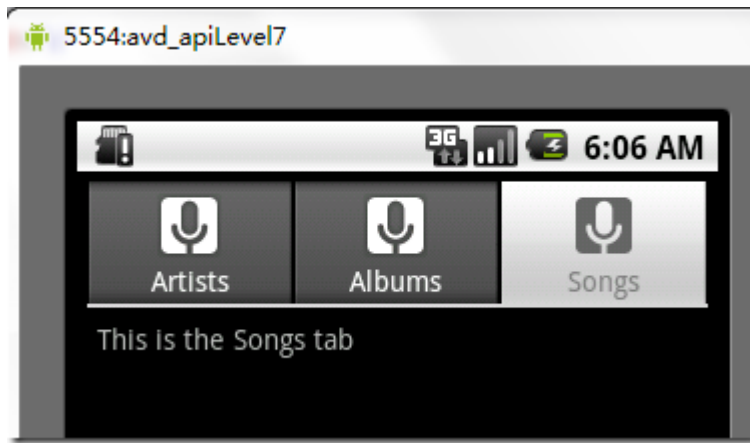 5554:avd_apiLevel7
3G 6:06 AM
Artists Albums Songs
This is the Songs tab